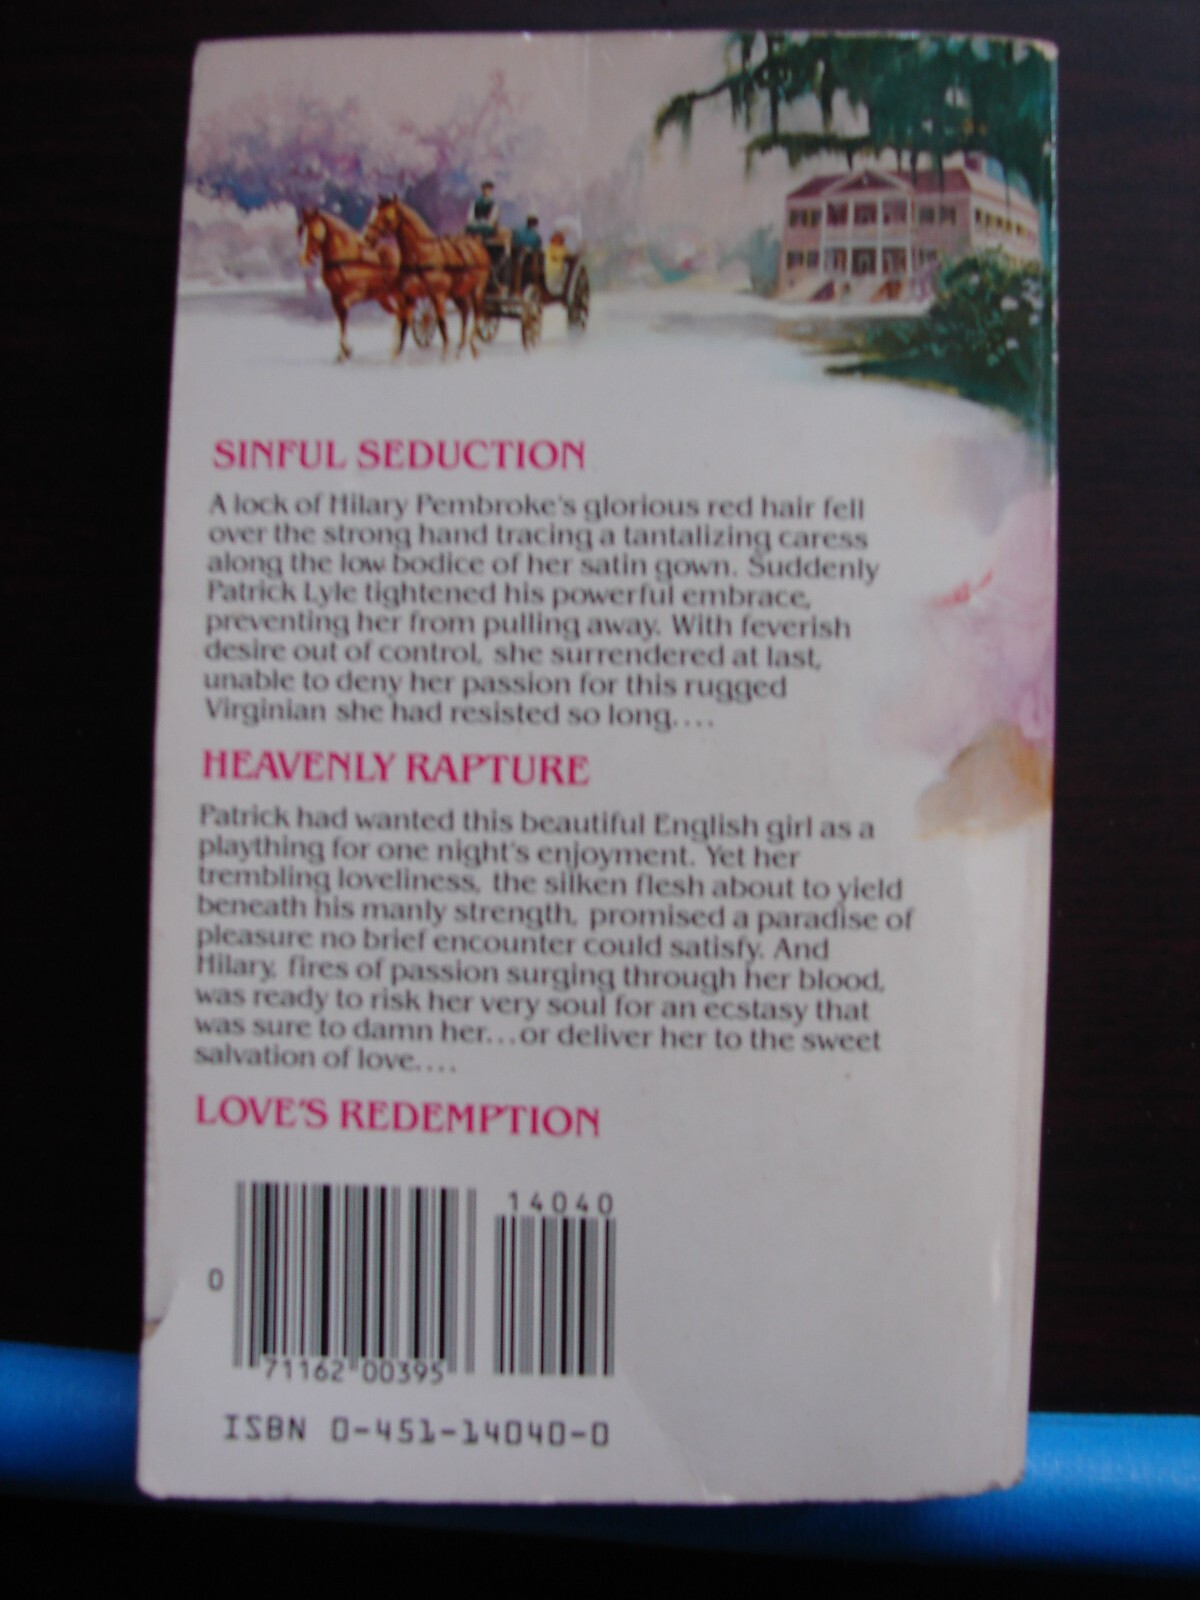 SINFUL SEDUCTION
A lock of Hilary Pembroke's glorious red hair fell
over the strong hand tracing a tantalizing caress
along the low bodice of her satin gown. Suddenly
Patrick Lyle tightened his powerful embrace,
preventing her from pulling away. With feverish
desire out of control, she surrendered at last,
unable to deny her passion for this rugged
Virginian she had resisted so long....
HEAVENLY RAPTURE
Patrick had wanted this beautiful English girl as a
plaything for one night's enjoyment. Yet her
trembling loveliness, the silken flesh about to yield
beneath his manly strength, promised a paradise of
pleasure no brief encounter could satisfy. And
Hilary, fires of passion surging through her blood,
was ready to risk her very soul for an ecstasy that
was sure to damn her...or deliver her to the sweet
salvation of love....
LOVE'S REDEMPTION
14040
0
71162 00395
ISBN 0-451-14040-0